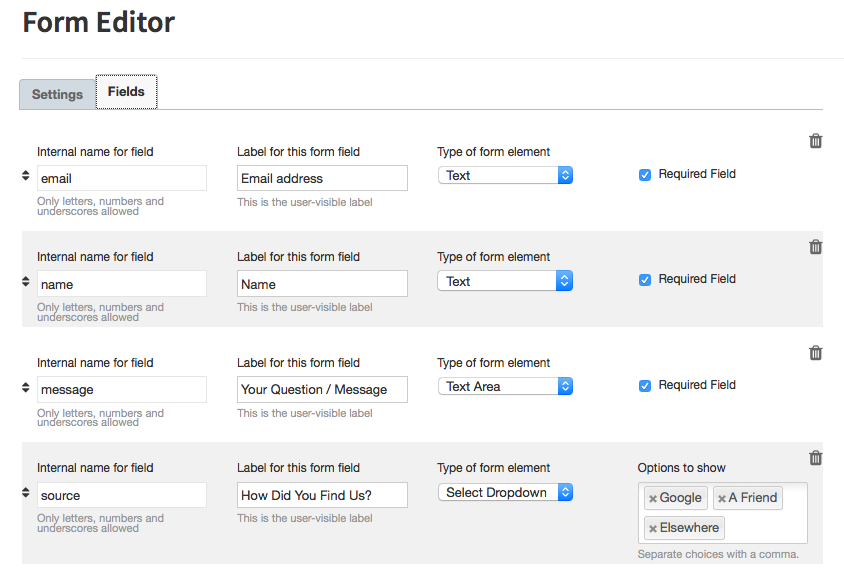 Form Editor
Settings
Fields
Internal name for field
Label for this form field
Type of form element
email
Email address
Text
Required Field
Only letters, numbers and
underscores allowed
This is the user-visible label
Internal name for field
Label for this form field
Type of form element
name
Name
Text
Required Field
Only letters, numbers and
underscores allowed
This is the user-visible label
Internal name for field
Label for this form field
Type of form element
message
Your Question / Message
Text Area
Required Field
Only letters, numbers and
underscores allowed
This is the user-visible label
Internal name for field
Label for this form field
Type of form element
Options to show
source
How Did You Find Us?
Select Dropdown
Google
A Friend
Elsewhere
Only letters, numbers and
underscores allowed
This is the user-visible label
Separate choices with a comma.